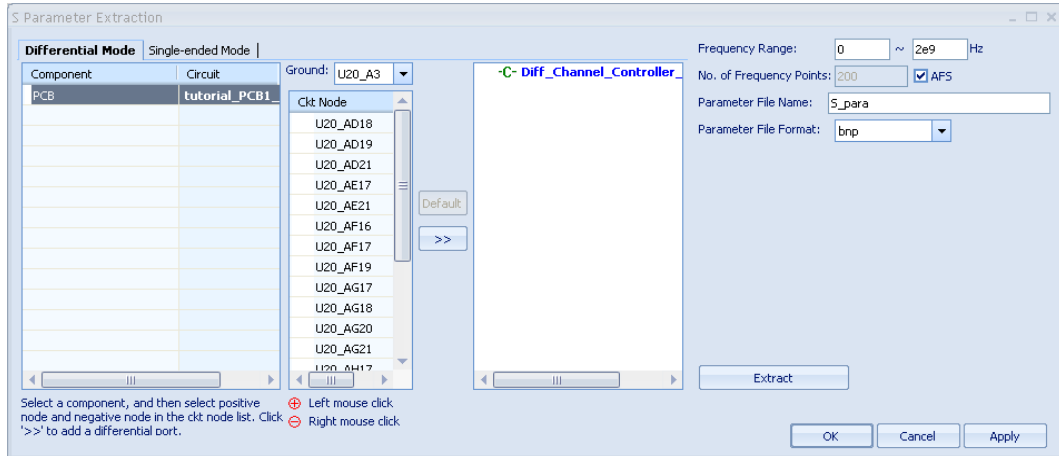 S Parameter Extraction
Differential Mode
Single-ended Mode
Component
Circuit
PCB
tutorial_PCB1_
Ground:
U20_A3
Ckt Node
U20_AD18
U20_AD19
U20_AD21
U20_AE17
U20_AE21
U20_AF16
U20_AF17
U20_AF19
U20_AG17
U20_AG18
U20_AG20
U20_AG21
U20_AH17
Default
>>
-C- Diff_Channel_Controller_
Frequency Range:
0 ~ 2e9 Hz
No. of Frequency Points: 200
AFS
Parameter File Name: S_para
Parameter File Format: bnp
Extract
Select a component, and then select positive
node and negative node in the ckt node list. Click
'>>' to add a differential port.
Left mouse click
Right mouse click
OK
Cancel
Apply